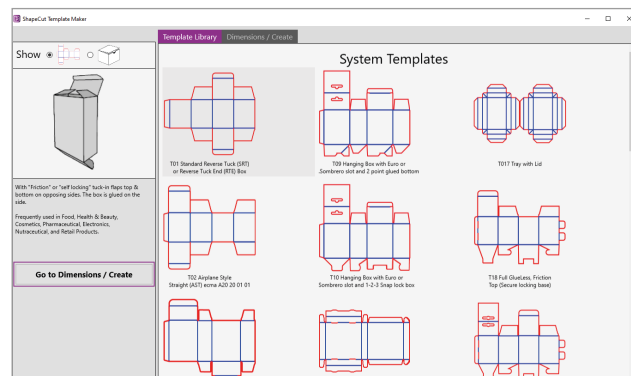 ShapeCut Template Maker
Template Library
Dimensions / Create
Show
System Templates
T01 Standard Reverse Tuck (SRT)
or Reverse Tuck End (RTE) Box
T09 Hanging Box with Euro or
Sombrero slot and 2 point glued bottom
T017 Tray with Lid
With "Friction" or "self locking" tuck-in flaps top &
bottom on opposing sides. The box is glued on the
side.
Frequently used in Food, Health & Beauty,
Cosmetics, Pharmaceutical, Electronics,
Nutraceutical, and Retail Products.
Go to Dimensions / Create
T02 Airplane Style
Straight (AST) ecma A20 20 01 01
T10 Hanging Box with Euro or
Sombrero slot and 1-2-3 Snap lock box
T18 Full GlueLess, Friction
Top (Secure locking base)